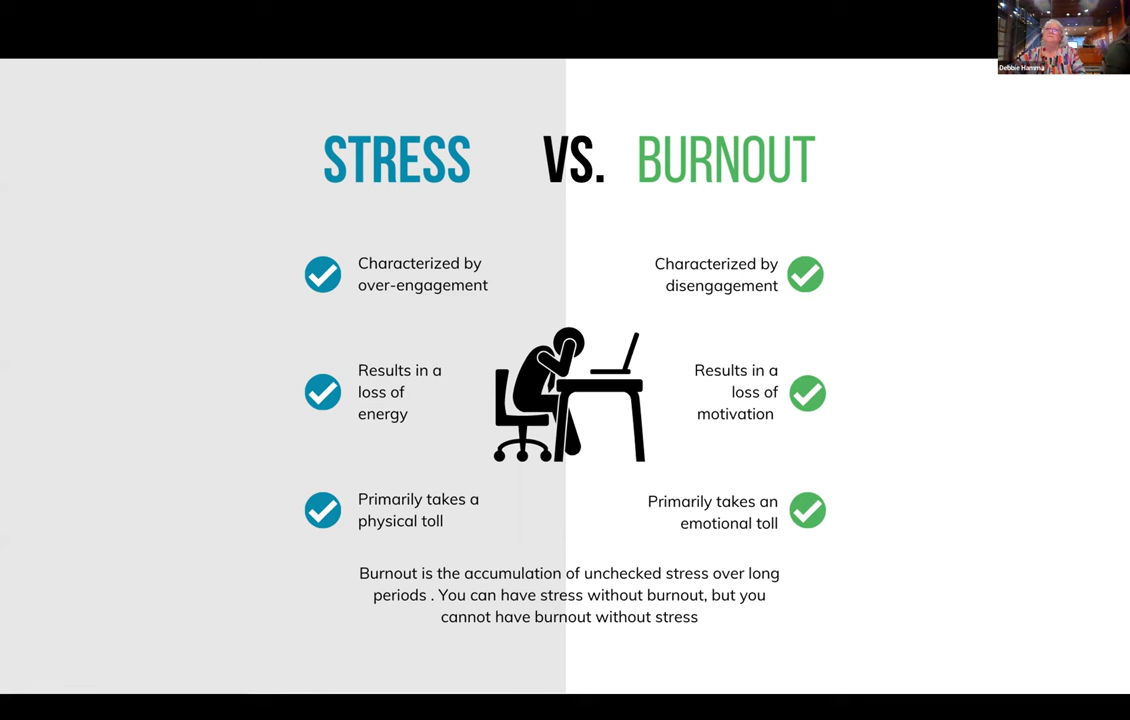 Debbie Hamma
STRESS VS. BURNOUT
Characterized by
over-engagement
Characterized by
disengagement
Results in a
loss of
energy
Results in a
loss of
motivation
Primarily takes a
physical toll
Primarily takes an
emotional toll
Burnout is the accumulation of unchecked stress over long
periods . You can have stress without burnout, but you
cannot have burnout without stress